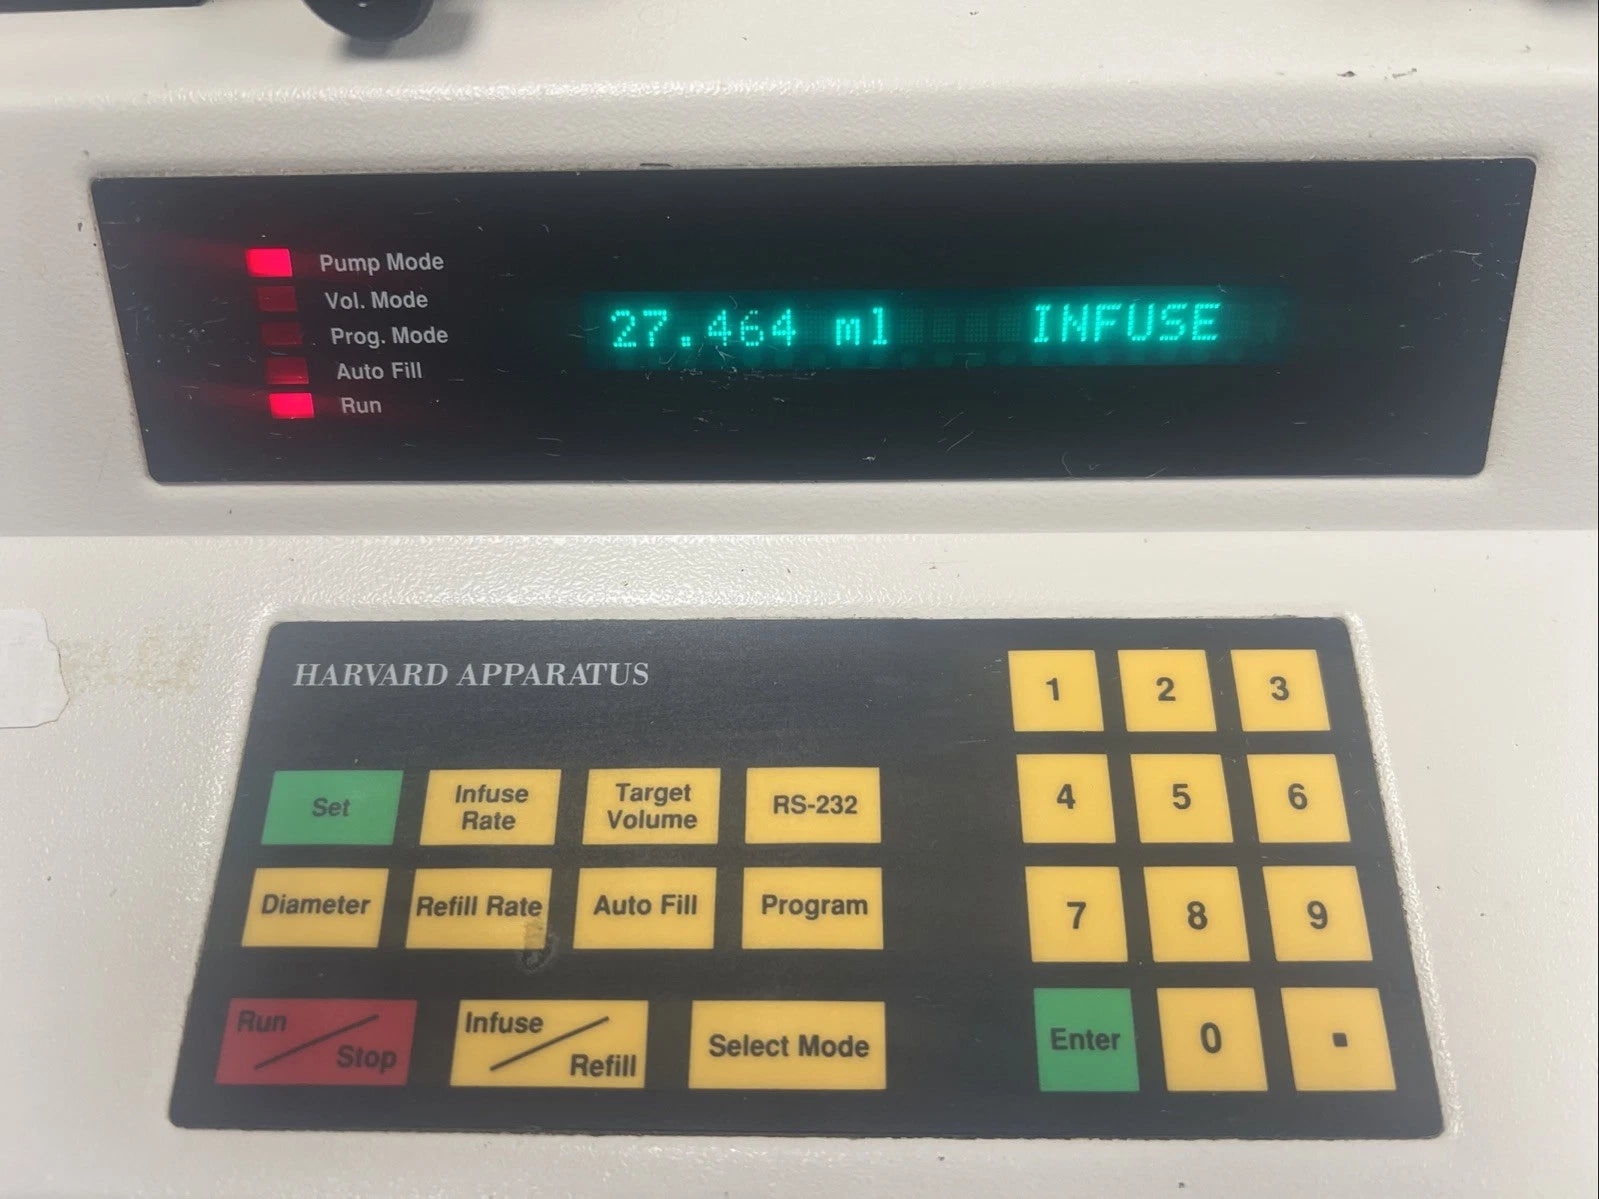 Pump Mode
Vol. Mode
Prog. Mode
Auto Fill
Run
27.464 ml INFUSE
HARVARD APPARATUS
1 2 3
Set
Infuse
Rate
Target
Volume
RS-232
4 5 6
Diameter
Refill Rate
Auto Fill
Program
7 8 9
Run
Stop
Infuse
Refill
Select Mode
Enter
0
.